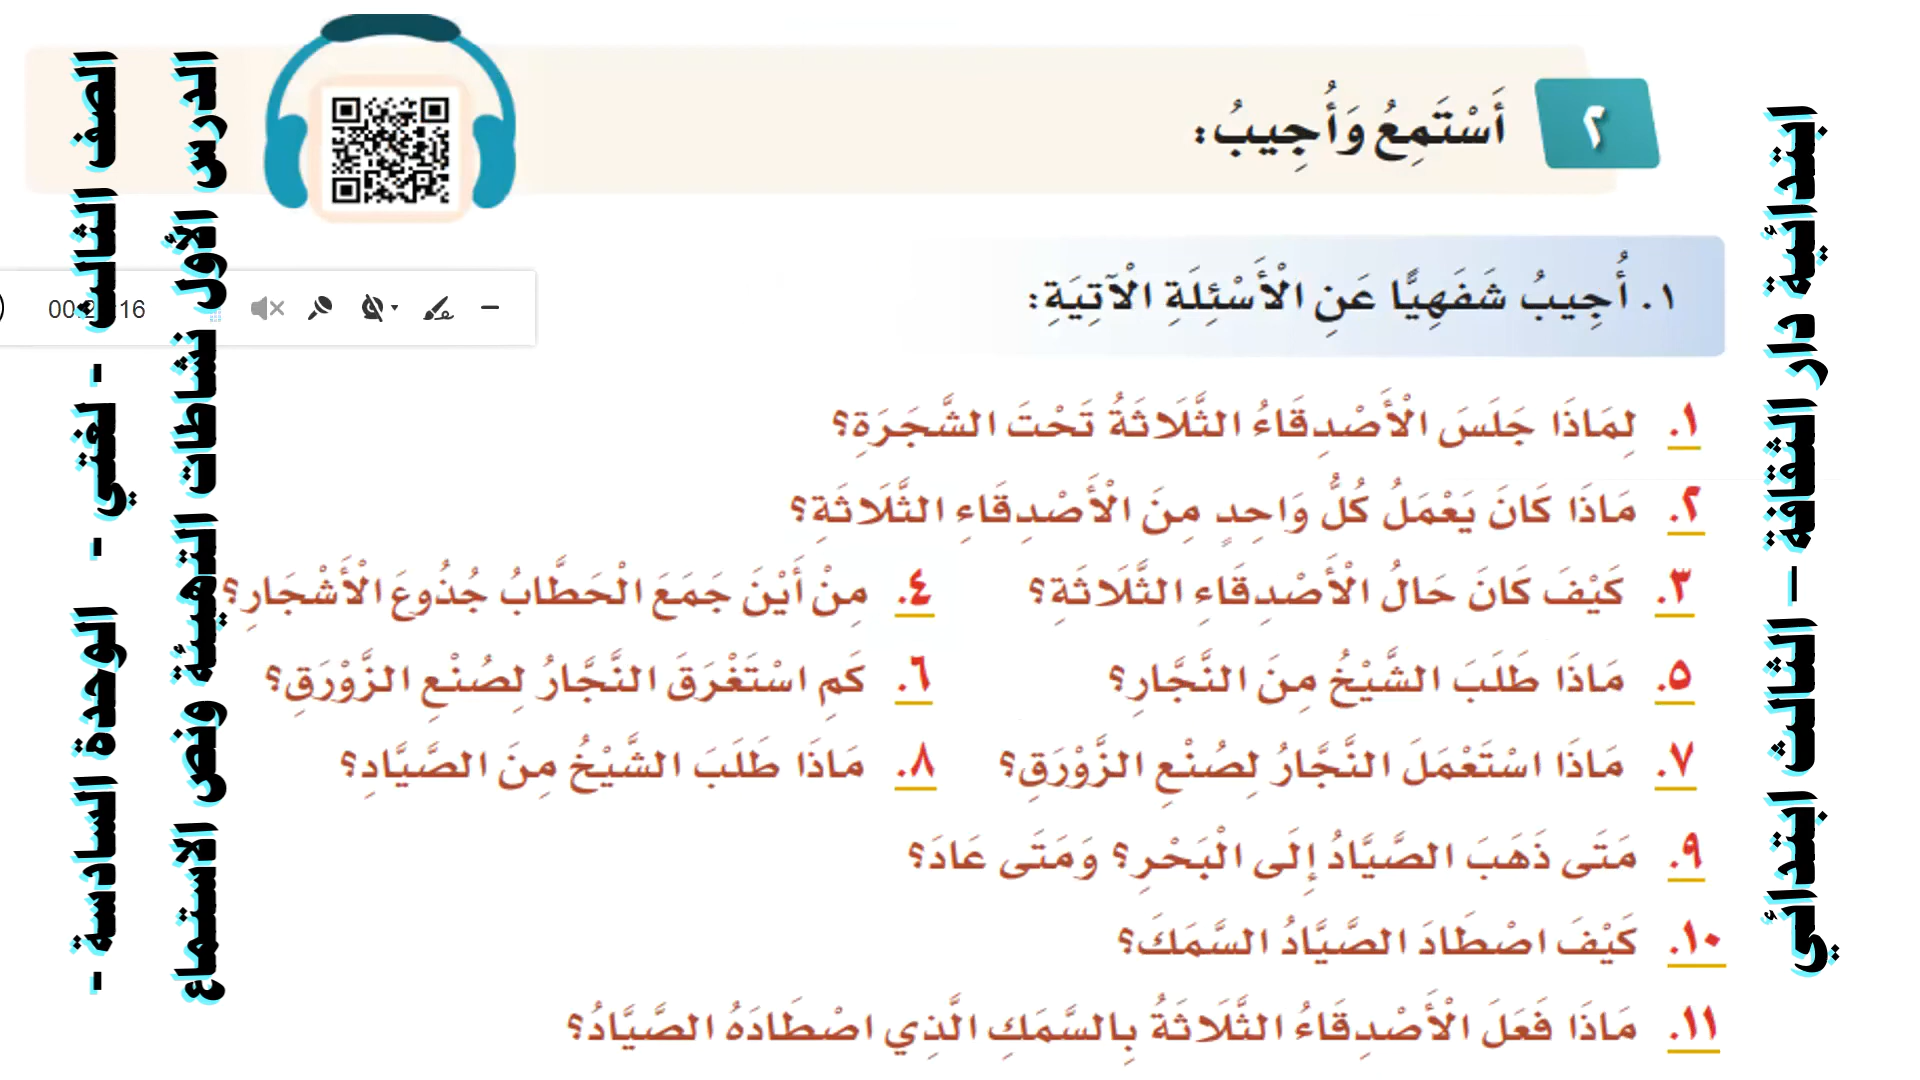 ٢ أَسْتَمِعُ وَأُجِيبُ:
١. أُجِيبُ شَفَهِيًّا عَنِ الْأَسْئِلَةِ الْآتِيَةِ:
١. لِمَاذَا جَلَسَ الْأَصْدِقَاءُ الثَّلَاثَةُ تَحْتَ الشَّجَرَةِ؟
٢. مَاذَا كَانَ يَعْمَلُ كُلُّ وَاحِدٍ مِنَ الْأَصْدِقَاءِ الثَّلَاثَةِ؟
٣. كَيْفَ كَانَ حَالُ الْأَصْدِقَاءِ الثَّلَاثَةِ؟ ٤. مِنْ أَيْنَ جَمَعَ الْحَطَّابُ جُذُوعَ الْأَشْجَارِ؟
٥. مَاذَا طَلَبَ الشَّيْخُ مِنَ النَّجَّارِ؟ ٦. كَمِ اسْتَغْرَقَ النَّجَّارُ لِصُنْعِ الزَّوْرَقِ؟
٧. مَاذَا اسْتَعْمَلَ النَّجَّارُ لِصُنْعِ الزَّوْرَقِ؟ ٨. مَاذَا طَلَبَ الشَّيْخُ مِنَ الصَّيَّادِ؟
٩. مَتَى ذَهَبَ الصَّيَّادُ إِلَى الْبَحْرِ؟ وَمَتَى عَادَ؟
١٠. كَيْفَ اصْطَادَ الصَّيَّادُ السَّمَكَ؟
١١. مَاذَا فَعَلَ الْأَصْدِقَاءُ الثَّلَاثَةُ بِالسَّمَكِ الَّذِي اصْطَادَهُ الصَّيَّادُ؟
ابتدائية دار الثقافة – الثالث ابتدائي
الدرس الأول نشاطات التهيئة ونص الاستماع
الصف الثالث - لغتي - الوحدة السادسة -